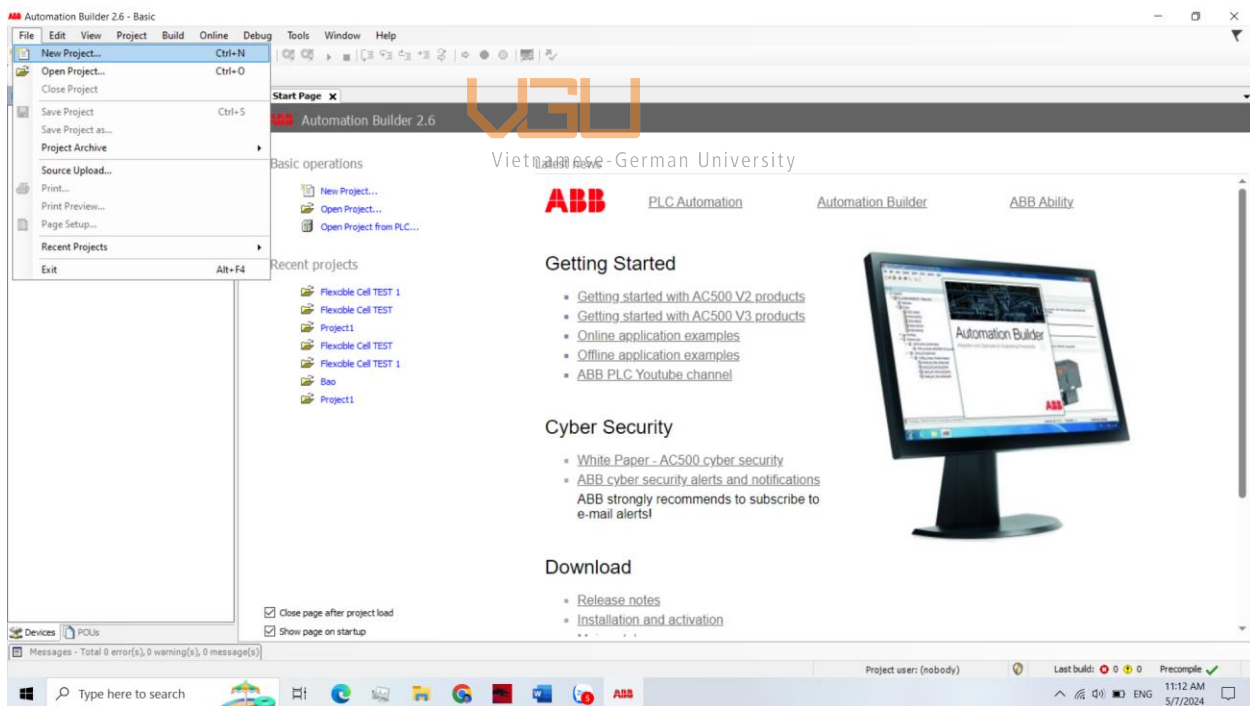 ABB Automation Builder 2.6 - Basic
File Edit View Project Build Online Debug Tools Window Help
New Project... Ctrl+N
Open Project... Ctrl+O
Close Project
Save Project Ctrl+S
Save Project as...
Project Archive
Source Upload...
Print...
Print Preview...
Page Setup...
Recent Projects
Exit Alt+F4
Start Page
ABB Automation Builder 2.6
VGU
Vietnamese-German University
Basic operations
New Project...
Open Project...
Open Project from PLC...
Recent projects
Flexcible Cell TEST 1
Flexcible Cell TEST
Project1
Flexcible Cell TEST
Flexcible Cell TEST 1
Bao
Project1
Close page after project load
Show page on startup
Latest news
ABB PLC Automation Automation Builder ABB Ability
Getting Started
Getting started with AC500 V2 products
Getting started with AC500 V3 products
Online application examples
Offline application examples
ABB PLC Youtube channel
Cyber Security
White Paper - AC500 cyber security
ABB cyber security alerts and notifications
ABB strongly recommends to subscribe to
e-mail alerts!
Download
Release notes
Installation and activation
Automation Builder
ABB
Devices POUs
Messages - Total 0 error(s), 0 warning(s), 0 message(s)
Project user: (nobody) Last build: 0 0 Precompile
Type here to search
ABB
ENG
11:12 AM
5/7/2024